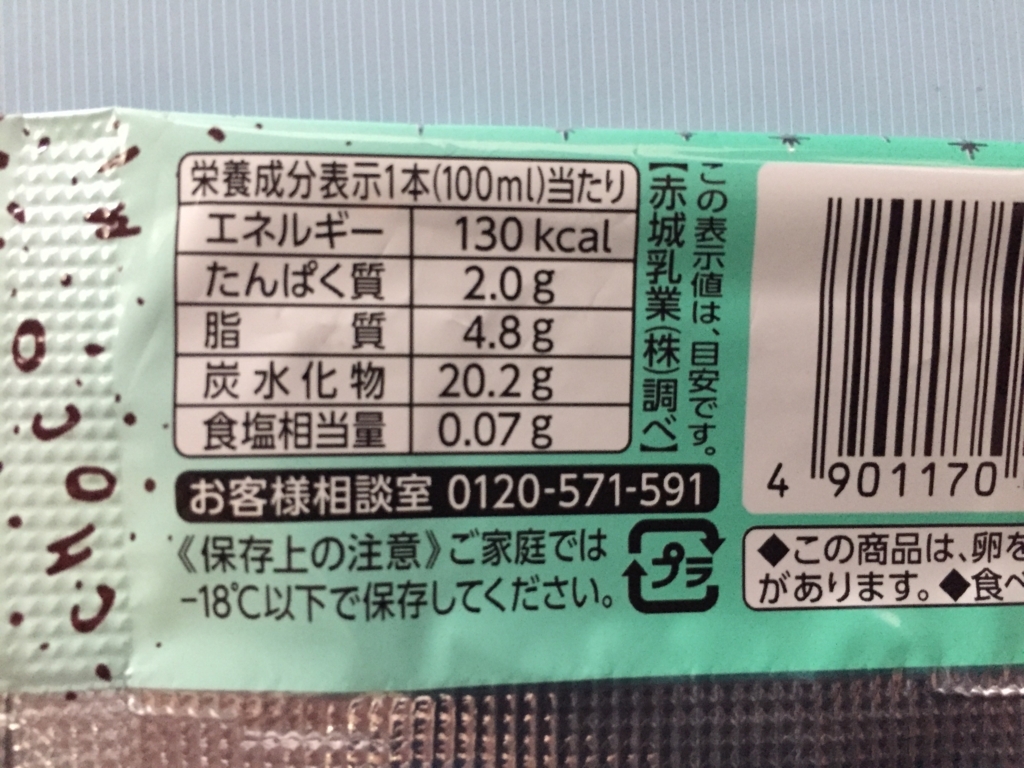 栄養成分表示1本(100ml)当たり
エネルギー 130 kcal
たんぱく質 2.0 g
脂質 4.8 g
炭水化物 20.2 g
食塩相当量 0.07 g
この表示値は、目安です。
【赤城乳業(株)調べ】
お客様相談室 0120-571-591
《保存上の注意》ご家庭では
-18℃以下で保存してください。
プラ
4 901170
◆この商品は、卵を
があります。◆食べ
CHOCO M